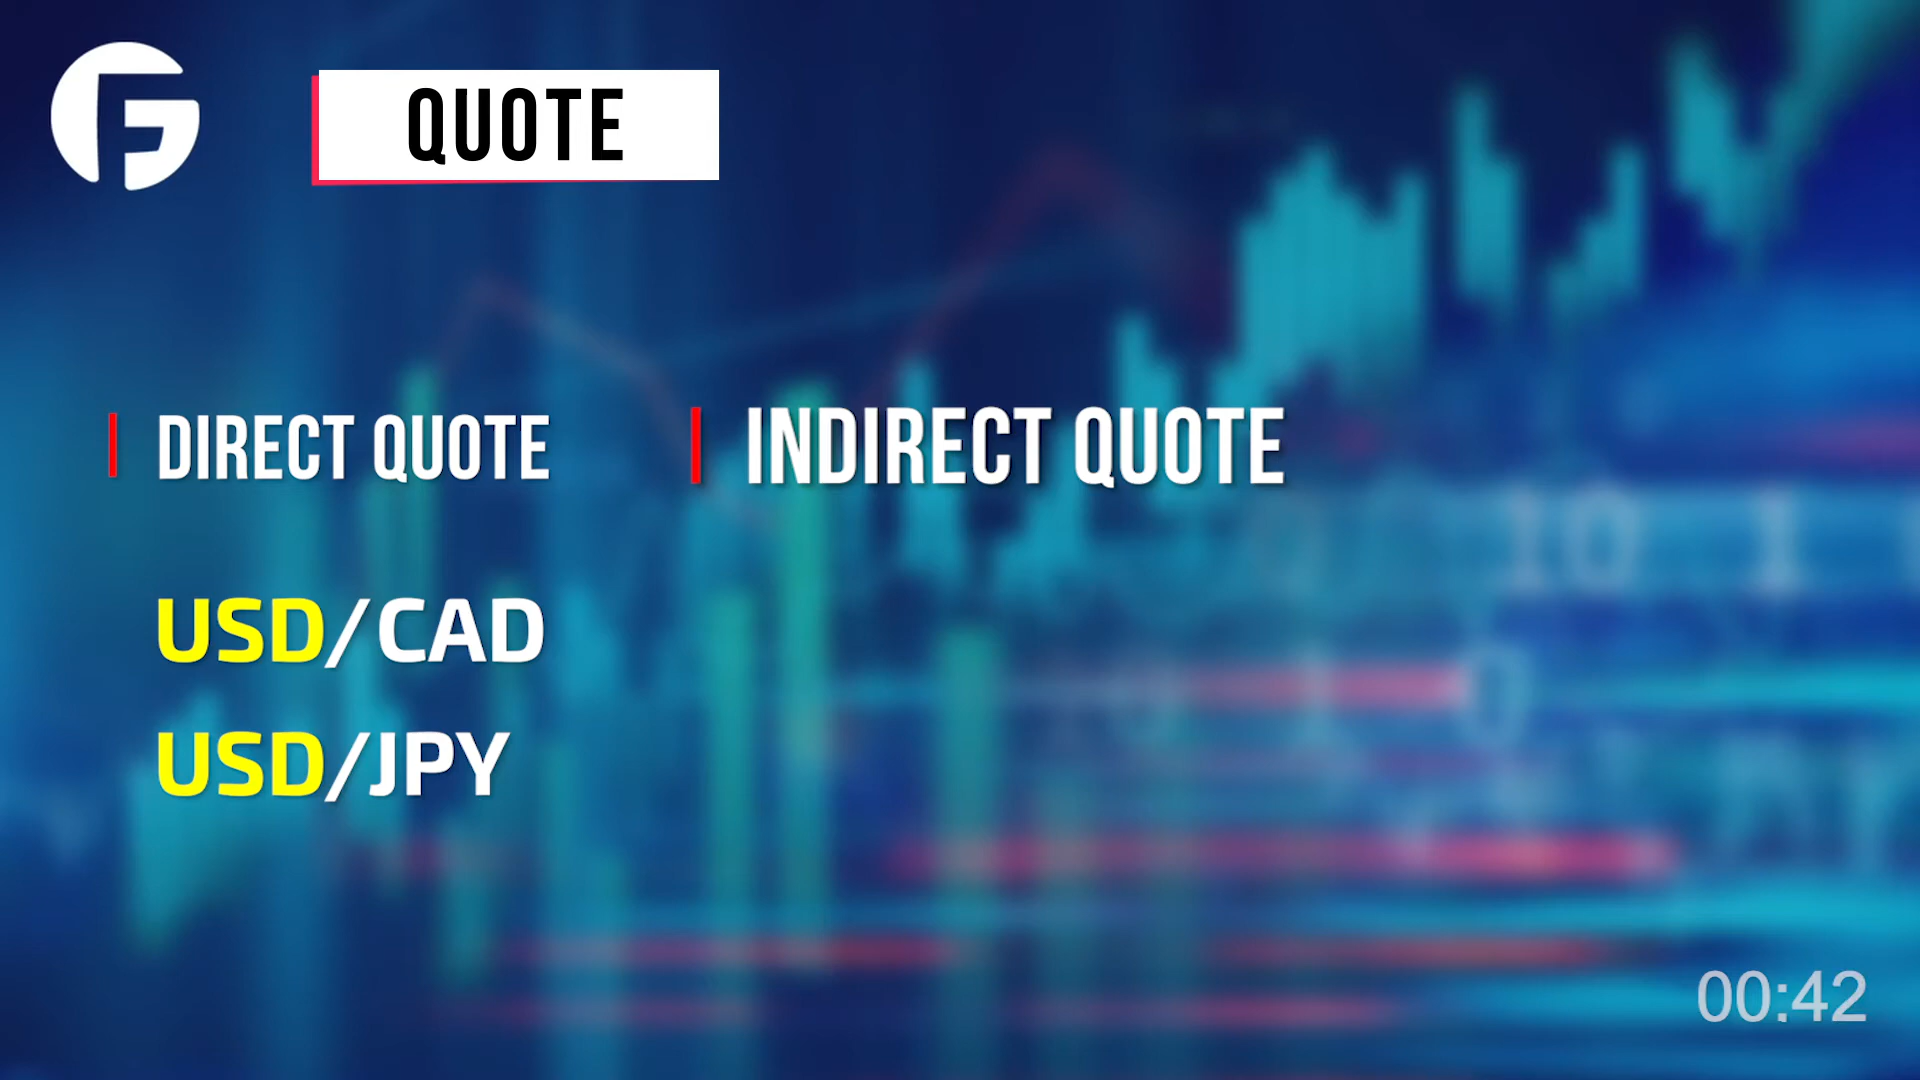 QUOTE
DIRECT QUOTE
INDIRECT QUOTE
USD/CAD
USD/JPY
00:42